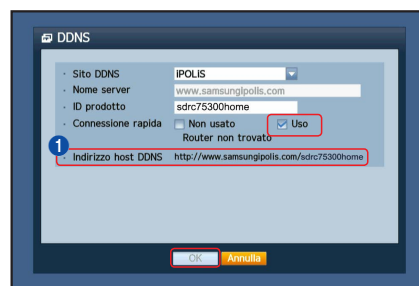 DDNS
Sito DDNS iPOLiS
Nome server www.samsungipolis.com
ID prodotto sdrc75300home
Connessione rapida Non usato Uso
Router non trovato
1
Indirizzo host DDNS http://www.samsungipolis.com/sdrc75300home
OK Annulla